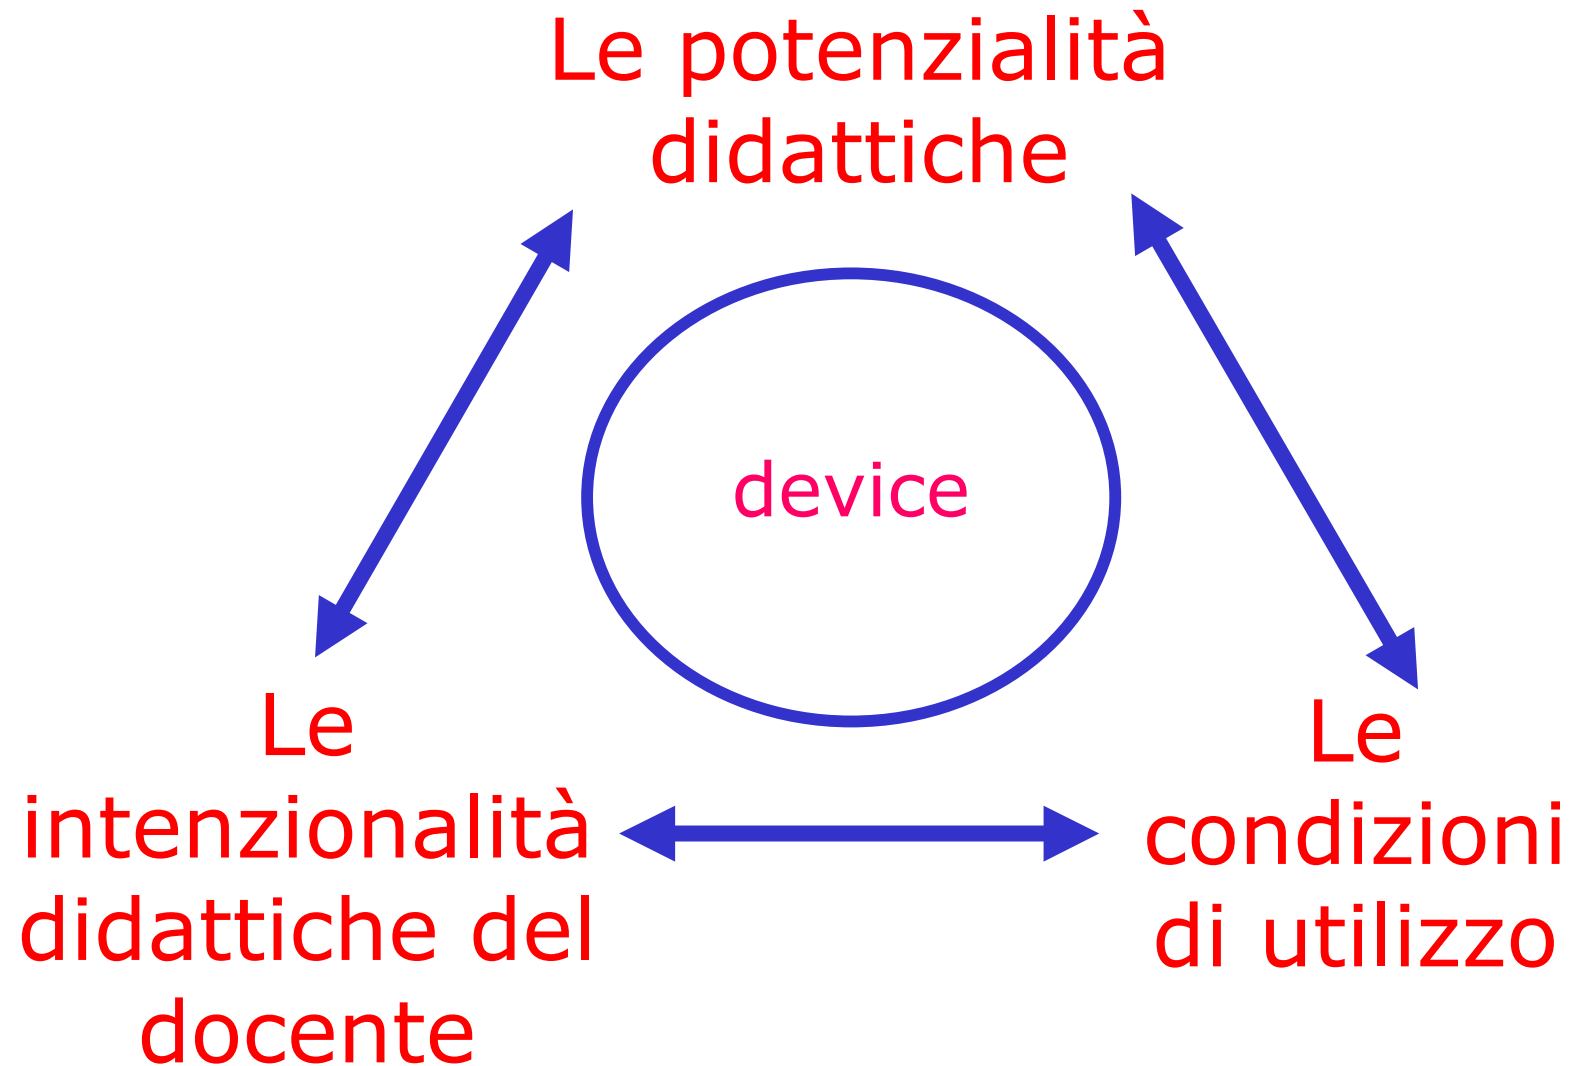 Le potenzialità
didattiche
device
Le
intenzionalità
didattiche del
docente
Le
condizioni
di utilizzo